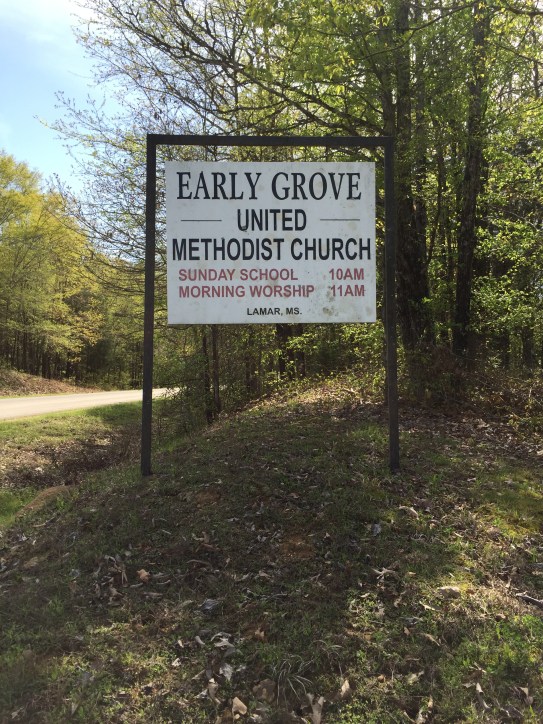 EARLY GROVE
UNITED
METHODIST CHURCH
SUNDAY SCHOOL 10AM
MORNING WORSHIP 11AM
LAMAR, MS.